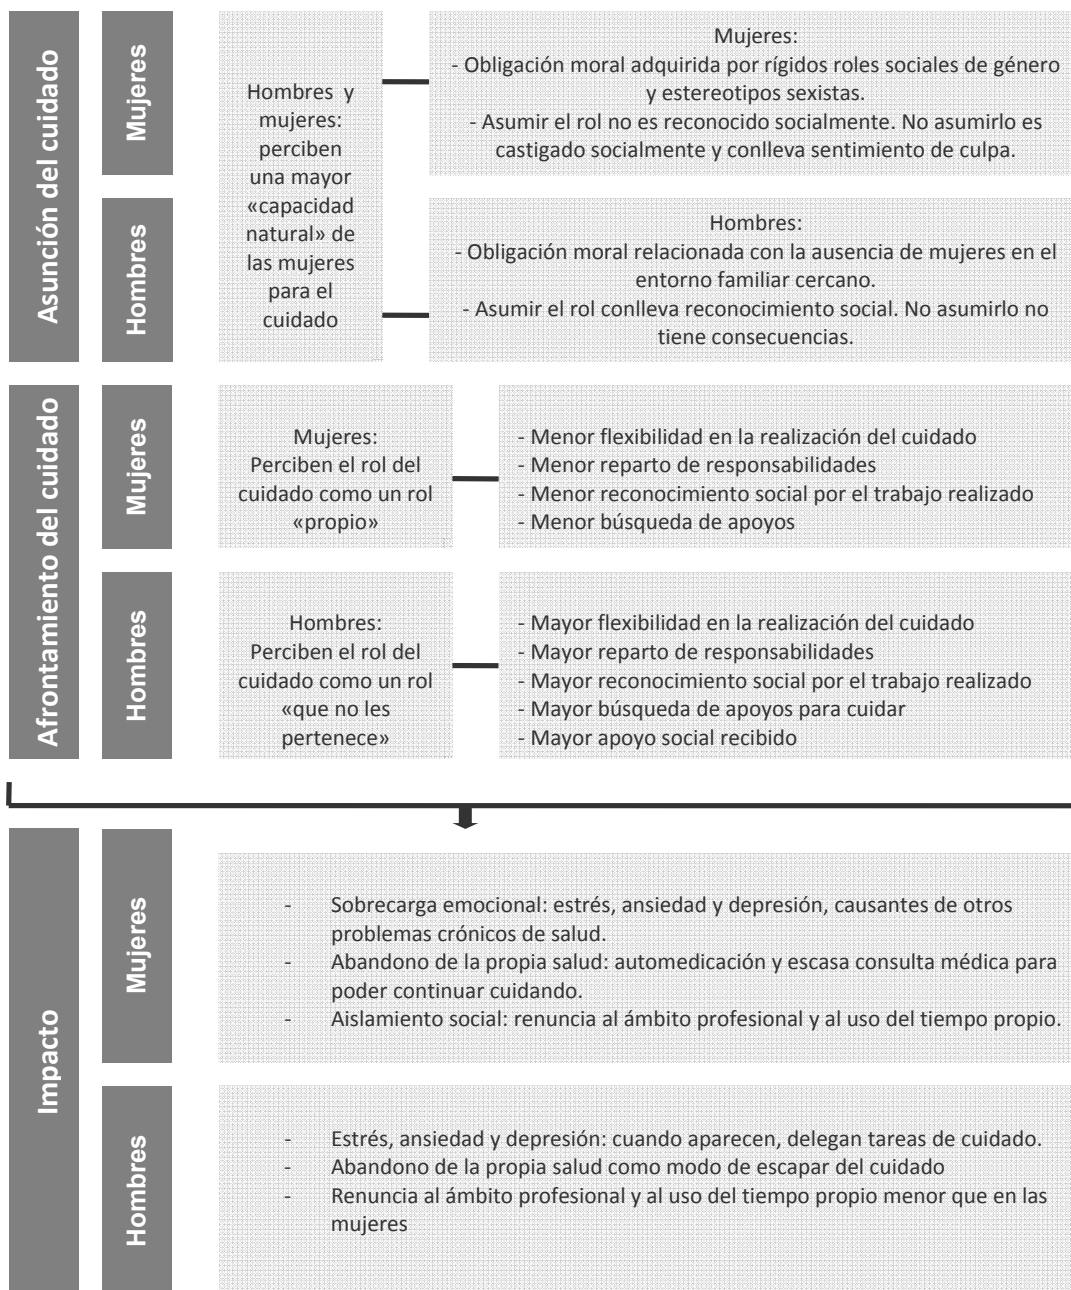 Asunción del cuidado
Mujeres
Hombres y
mujeres:
perciben
una mayor
«capacidad
natural» de
las mujeres
para el
cuidado
Mujeres:
- Obligación moral adquirida por rígidos roles sociales de género
y estereotipos sexistas.
- Asumir el rol no es reconocido socialmente. No asumirlo es
castigado socialmente y conlleva sentimiento de culpa.
Hombres
Hombres:
- Obligación moral relacionada con la ausencia de mujeres en el
entorno familiar cercano.
- Asumir el rol conlleva reconocimiento social. No asumirlo no
tiene consecuencias.
Afrontamiento del cuidado
Mujeres
Mujeres:
Perciben el rol del
cuidado como un rol
«propio»
- Menor flexibilidad en la realización del cuidado
- Menor reparto de responsabilidades
- Menor reconocimiento social por el trabajo realizado
- Menor búsqueda de apoyos
Hombres
Hombres:
Perciben el rol del
cuidado como un rol
«que no les
pertenece»
- Mayor flexibilidad en la realización del cuidado
- Mayor reparto de responsabilidades
- Mayor reconocimiento social por el trabajo realizado
- Mayor búsqueda de apoyos para cuidar
- Mayor apoyo social recibido
Impacto
Mujeres
- Sobrecarga emocional: estrés, ansiedad y depresión, causantes de otros
problemas crónicos de salud.
- Abandono de la propia salud: automedicación y escasa consulta médica para
poder continuar cuidando.
- Aislamiento social: renuncia al ámbito profesional y al uso del tiempo propio.
Hombres
- Estrés, ansiedad y depresión: cuando aparecen, delegan tareas de cuidado.
- Abandono de la propia salud como modo de escapar del cuidado
- Renuncia al ámbito profesional y al uso del tiempo propio menor que en las
mujeres